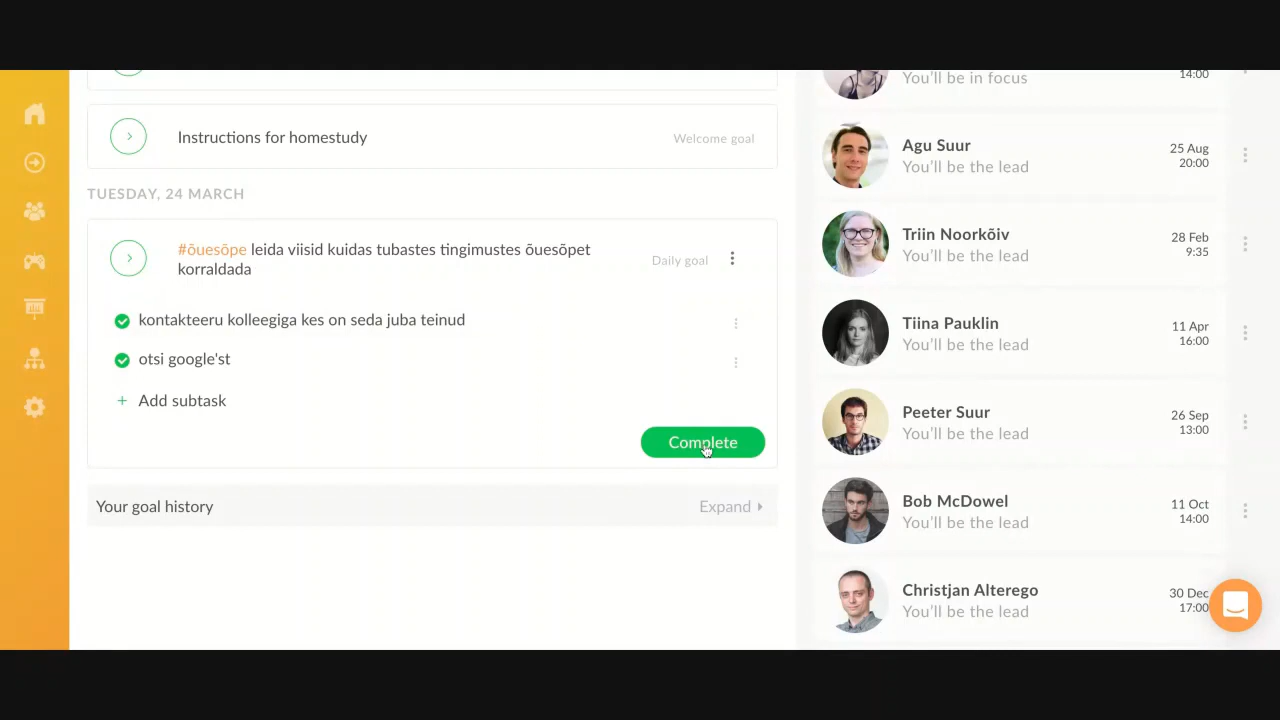 Instructions for homestudy
Welcome goal
TUESDAY, 24 MARCH
#õuesõpe leida viisid kuidas tubastes tingimustes õuesõpet
korraldada
Daily goal
kontakteeru kolleegiga kes on seda juba teinud
otsi google'st
+ Add subtask
Complete
Your goal history
Expand
You'll be in focus
14:00
Agu Suur
You'll be the lead
25 Aug
20:00
Triin Noorkõiv
You'll be the lead
28 Feb
9:35
Tiina Pauklin
You'll be the lead
11 Apr
16:00
Peeter Suur
You'll be the lead
26 Sep
13:00
Bob McDowel
You'll be the lead
11 Oct
14:00
Christjan Alterego
You'll be the lead
30 Dec
17:00